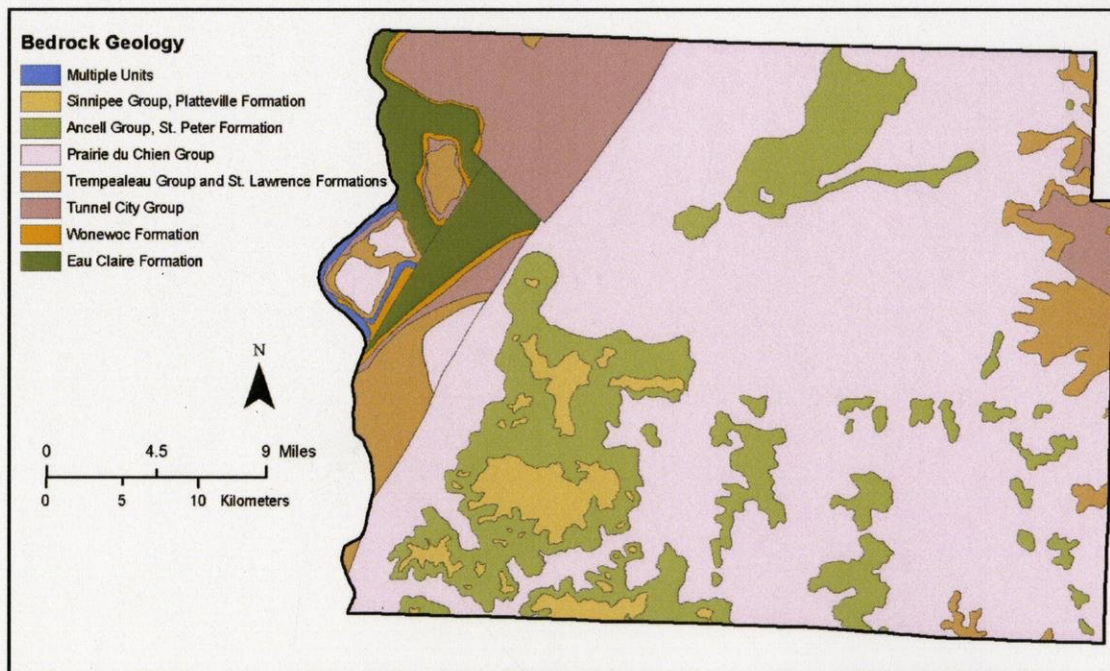 Bedrock Geology
Multiple Units
Sinnipee Group, Platteville Formation
Ancell Group, St. Peter Formation
Prairie du Chien Group
Trempealeau Group and St. Lawrence Formations
Tunnel City Group
Wonewoc Formation
Eau Claire Formation
N
0 4.5 9 Miles
0 5 10 Kilometers